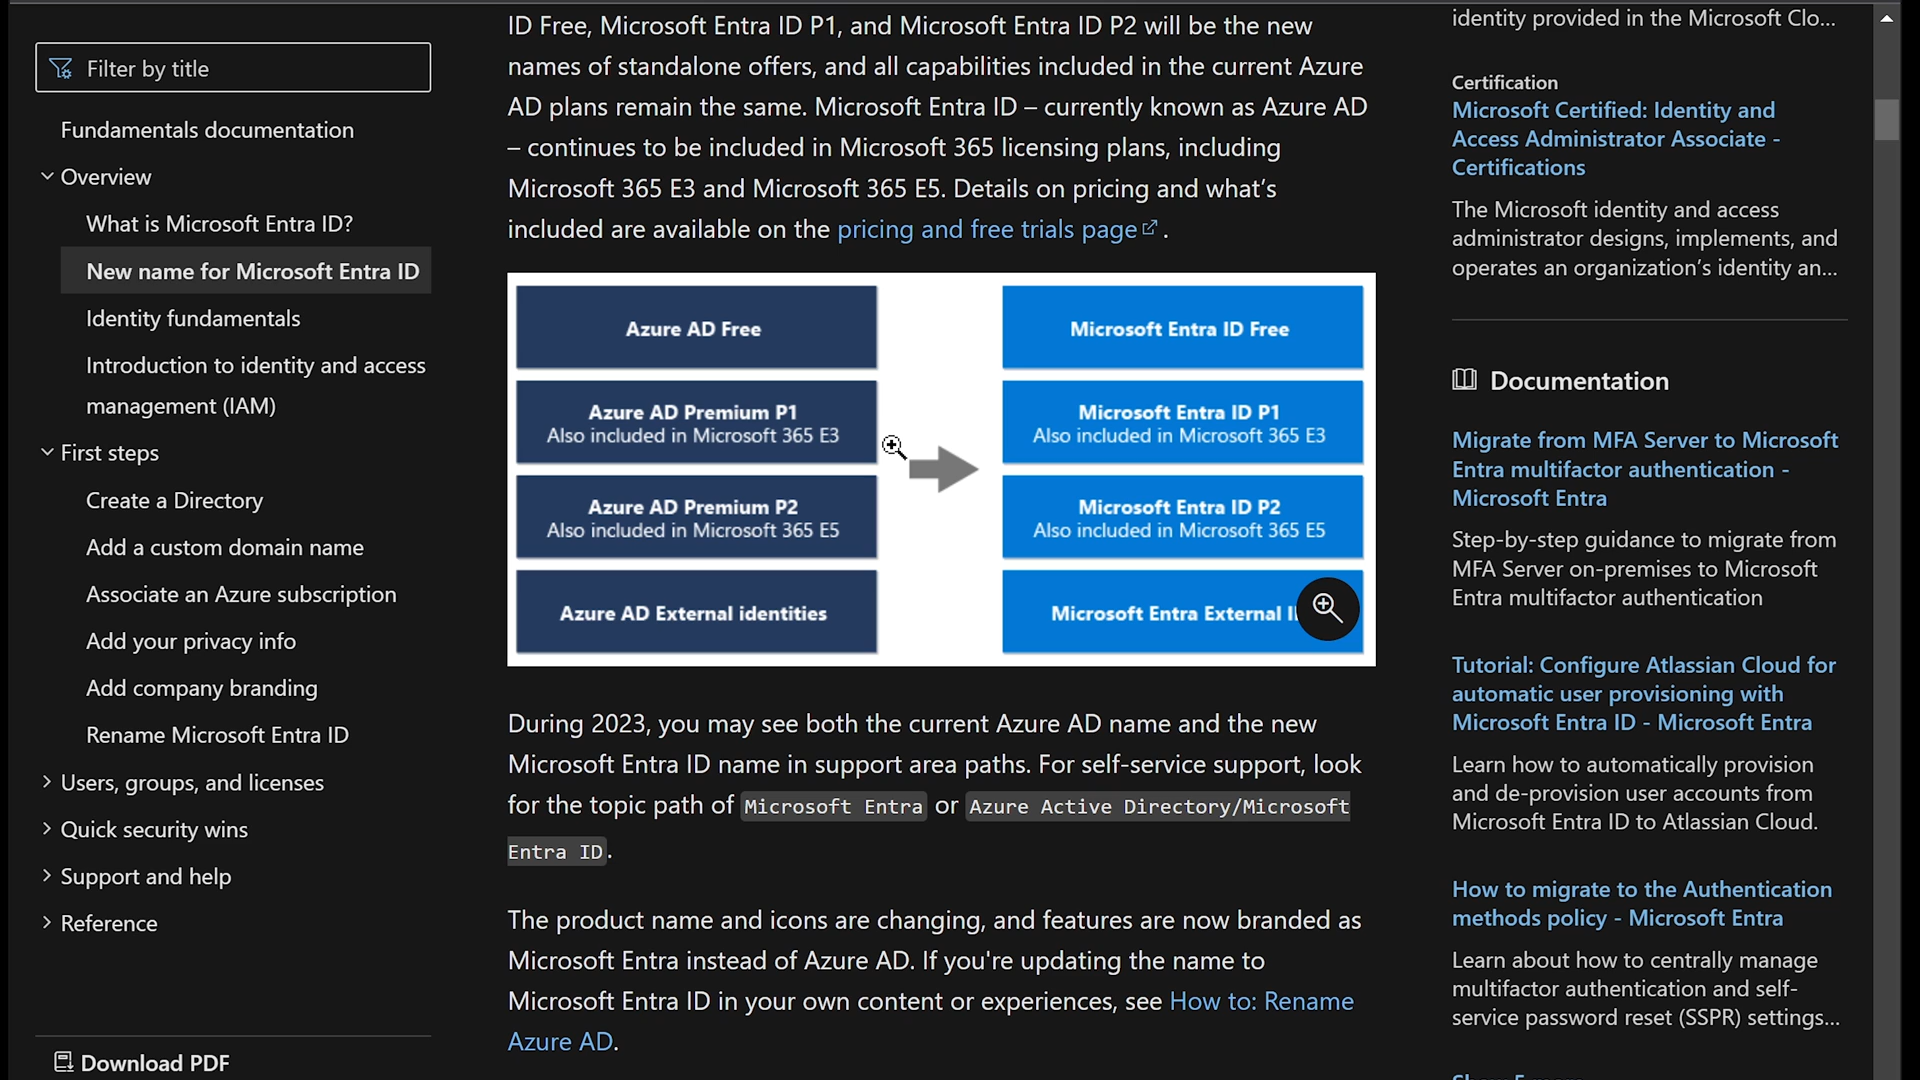 Filter by title
Fundamentals documentation
Overview
What is Microsoft Entra ID?
New name for Microsoft Entra ID
Identity fundamentals
Introduction to identity and access
management (IAM)
First steps
Create a Directory
Add a custom domain name
Associate an Azure subscription
Add your privacy info
Add company branding
Rename Microsoft Entra ID
Users, groups, and licenses
Quick security wins
Support and help
Reference
Download PDF
ID Free, Microsoft Entra ID P1, and Microsoft Entra ID P2 will be the new
names of standalone offers, and all capabilities included in the current Azure
AD plans remain the same. Microsoft Entra ID – currently known as Azure AD
– continues to be included in Microsoft 365 licensing plans, including
Microsoft 365 E3 and Microsoft 365 E5. Details on pricing and what's
included are available on the pricing and free trials page.
Azure AD Free
Azure AD Premium P1
Also included in Microsoft 365 E3
Azure AD Premium P2
Also included in Microsoft 365 E5
Azure AD External identities
Microsoft Entra ID Free
Microsoft Entra ID P1
Also included in Microsoft 365 E3
Microsoft Entra ID P2
Also included in Microsoft 365 E5
Microsoft Entra External
During 2023, you may see both the current Azure AD name and the new
Microsoft Entra ID name in support area paths. For self-service support, look
for the topic path of Microsoft Entra or Azure Active Directory/Microsoft
Entra ID.
The product name and icons are changing, and features are now branded as
Microsoft Entra instead of Azure AD. If you're updating the name to
Microsoft Entra ID in your own content or experiences, see How to: Rename
Azure AD.
identity provided in the Microsoft Clo...
Certification
Microsoft Certified: Identity and
Access Administrator Associate -
Certifications
The Microsoft identity and access
administrator designs, implements, and
operates an organization's identity an...
Documentation
Migrate from MFA Server to Microsoft
Entra multifactor authentication -
Microsoft Entra
Step-by-step guidance to migrate from
MFA Server on-premises to Microsoft
Entra multifactor authentication
Tutorial: Configure Atlassian Cloud for
automatic user provisioning with
Microsoft Entra ID - Microsoft Entra
Learn how to automatically provision
and de-provision user accounts from
Microsoft Entra ID to Atlassian Cloud.
How to migrate to the Authentication
methods policy - Microsoft Entra
Learn about how to centrally manage
multifactor authentication and self-
service password reset (SSPR) settings...